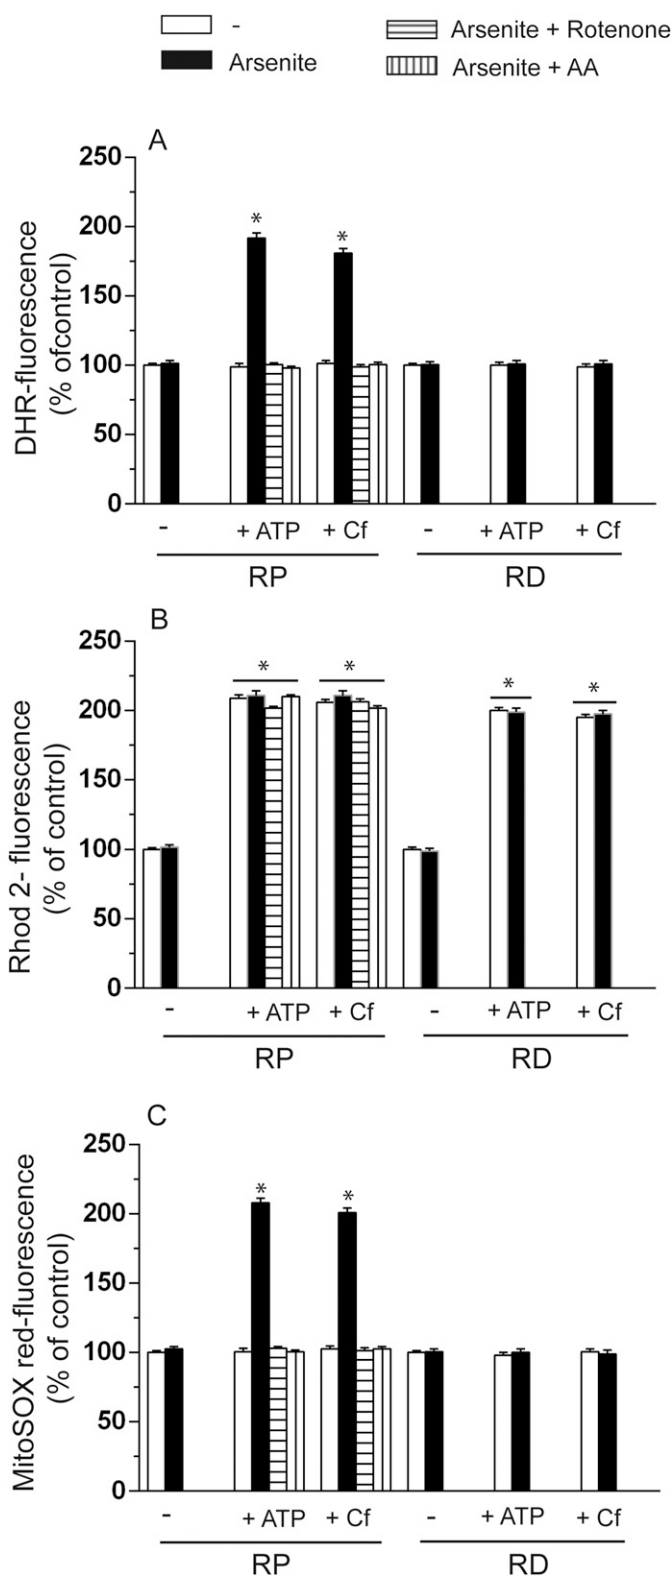 -
Arsenite
Arsenite + Rotenone
Arsenite + AA
A
DHR-fluorescence
(% ofcontrol)
250
200
150
100
50
0
*
*
-
+ ATP
+ Cf
-
+ ATP
+ Cf
RP
RD
B
Rhod 2- fluorescence
(% of control)
250
200
150
100
50
0
*
*
*
*
-
+ ATP
+ Cf
-
+ ATP
+ Cf
RP
RD
C
MitoSOX red-fluorescence
(% of control)
250
200
150
100
50
0
*
*
-
+ ATP
+ Cf
-
+ ATP
+ Cf
RP
RD